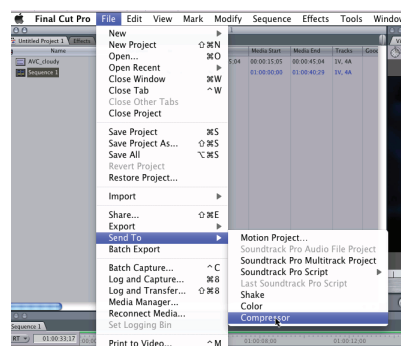 Final Cut Pro File Edit View Mark Modify Sequence Effects Tools Window
Untitled Project 1 Effects
Name Media Start Media End Tracks Good
AVC_cloudy 5;04 00:00:15;05 00:00:45;04 1V, 4A
Sequence 1 01:00:00;00 01:00:40;29 3V, 4A
New
New Project ⇧⌘N
Open... ⌘O
Open Recent
Close Window ⌘W
Close Tab ^W
Close Other Tabs
Close Project
Save Project ⌘S
Save Project As... ⇧⌘S
Save All ⌥⌘S
Revert Project
Restore Project...
Import
Share... ⇧⌘E
Export
Send To
Batch Export
Batch Capture... ^C
Log and Capture... ⌘8
Log and Transfer... ⇧⌘8
Media Manager...
Reconnect Media...
Set Logging Bin
Print to Video... ^M
Motion Project...
Soundtrack Pro Audio File Project
Soundtrack Pro Multitrack Project
Soundtrack Pro Script
Last Soundtrack Pro Script
Shake
Color
Compressor
Sequence 1
RT 01:00:33;17 01:00:08;00 01:00:12;00